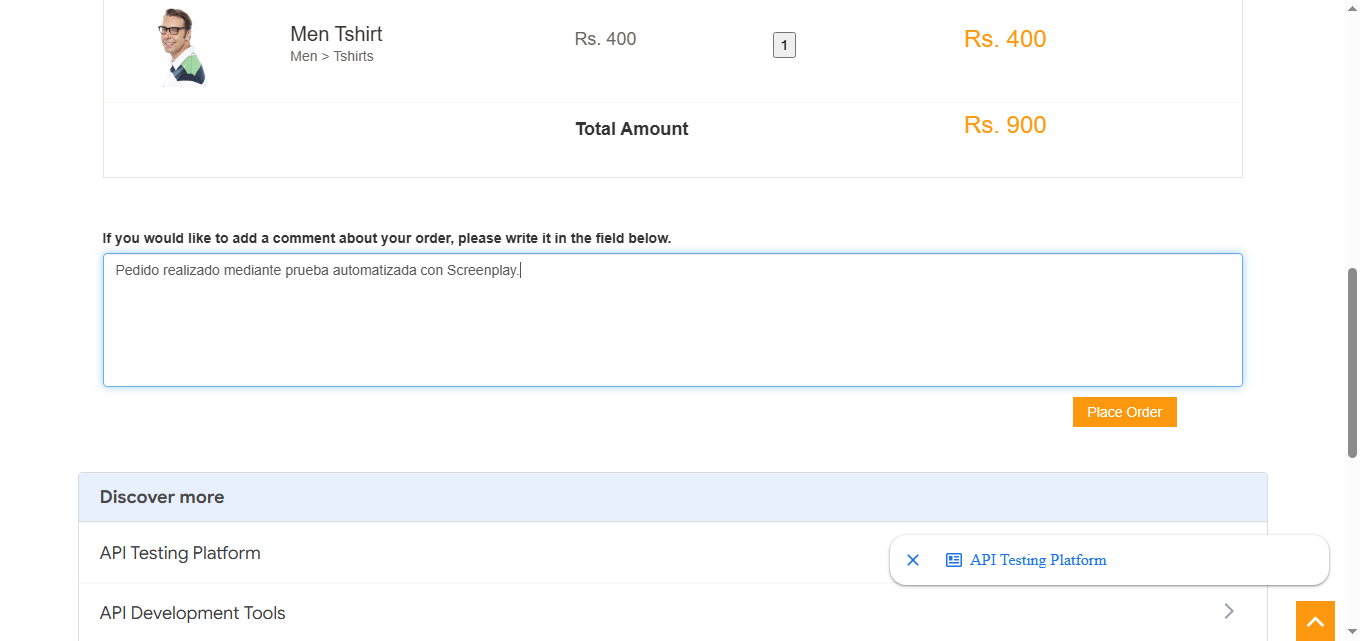 Men Tshirt
Rs. 400
1
Rs. 400
Men > Tshirts
Total Amount
Rs. 900
If you would like to add a comment about your order, please write it in the field below.
Pedido realizado mediante prueba automatizada con Screenplay.
Place Order
Discover more
API Testing Platform
API Testing Platform
API Development Tools